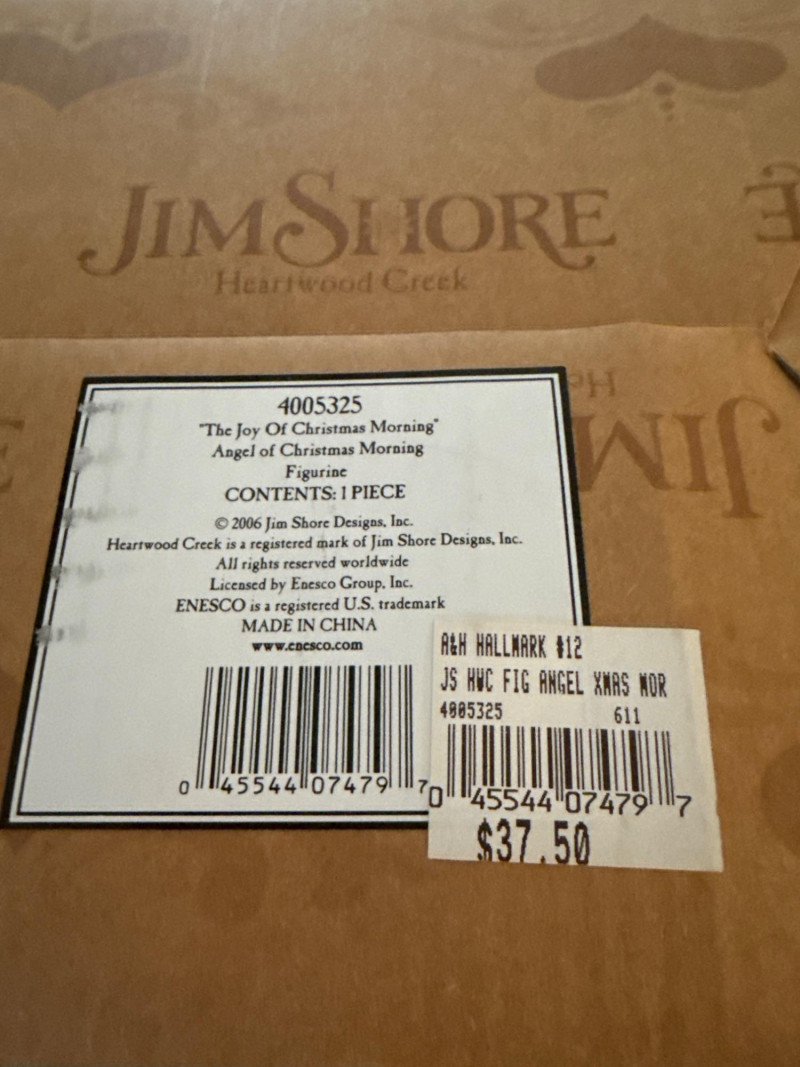 JIM SHORE
Heartwood Creek
4005325
"The Joy Of Christmas Morning"
Angel of Christmas Morning
Figurine
CONTENTS: 1 PIECE
© 2006 Jim Shore Designs, Inc.
Heartwood Creek is a registered mark of Jim Shore Designs, Inc.
All rights reserved worldwide
Licensed by Enesco Group, Inc.
ENESCO is a registered U.S. trademark
MADE IN CHINA
www.enesco.com
0 45544 07479 7
A&H HALLMARK #12
JS HWC FIG ANGEL XMAS MOR
4005325 611
0 45544 07479 7
$37.50
JIM
He
E
E